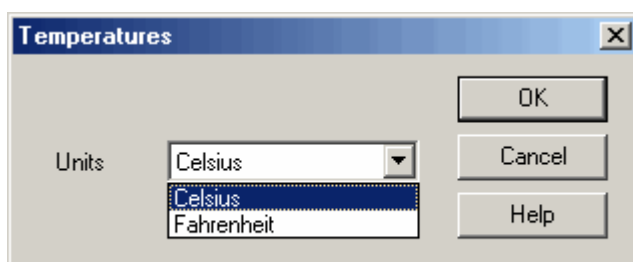 Temperatures
OK
Units
Celsius
Cancel
Celsius
Fahrenheit
Help